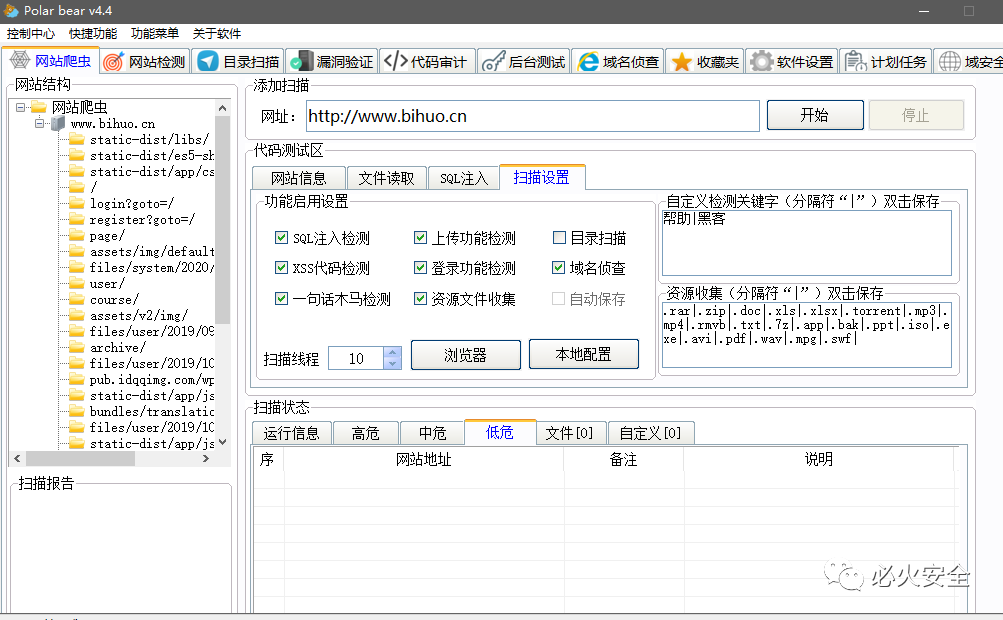 Polar bear v4.4
控制中心 快捷功能 功能菜单 关于软件
网站爬虫 网站检测 目录扫描 漏洞验证 </>代码审计 后台测试 域名侦查 收藏夹 软件设置 计划任务 域安全
网站结构
网站爬虫
www.bihuo.cn
static-dist/libs/
static-dist/es5-sh
static-dist/app/cs
/
login?goto=/
register?goto=/
page/
assets/img/default
files/system/2020/
user/
course/
assets/v2/img/
files/user/2019/09
archive/
files/user/2019/10
pub.idqqimg.com/wp
static-dist/app/js
bundles/translatio
files/user/2019/10
static-dist/app/js
扫描报告
添加扫描
网址: http://www.bihuo.cn 开始 停止
代码测试区
网站信息 文件读取 SQL注入 扫描设置
功能启用设置
SQL注入检测 上传功能检测 目录扫描
XSS代码检测 登录功能检测 域名侦查
一句话木马检测 资源文件收集 自动保存
扫描线程 10 浏览器 本地配置
自定义检测关键字（分隔符“|”）双击保存
帮助|黑客
资源收集（分隔符“|”）双击保存
.rar|.zip|.doc|.xls|.xlsx|.torrent|.mp3|.
mp4|.rmvb|.txt|.7z|.app|.bak|.ppt|.iso|.e
xe|.avi|.pdf|.wav|.mpg|.swf|
扫描状态
运行信息 高危 中危 低危 文件[0] 自定义[0]
序 网站地址 备注 说明
必火安全